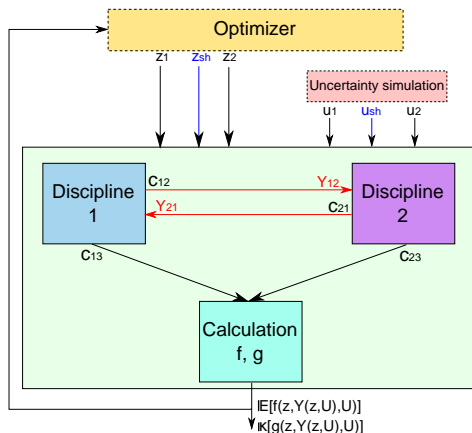 Optimizer
z1 zsh z2
Uncertainty simulation
u1 ush u2
Discipline 1
c12 Y12
Y21 c21
Discipline 2
c13 c23
Calculation
f, g
𝔼[f(z,Y(z,U),U)]
𝕂[g(z,Y(z,U),U)]